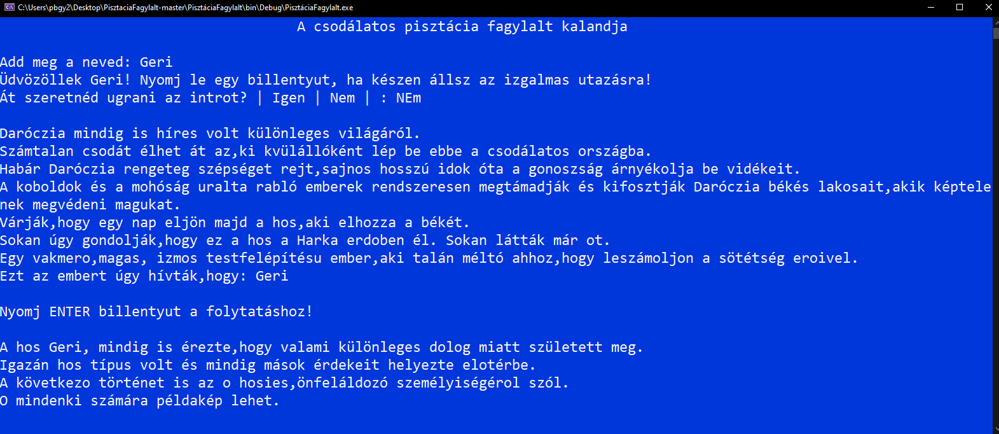 C:\Users\pbgy2\Desktop\PisztaciaFagylalt-master\PisztáciaFagylalt\bin\Debug\PisztáciaFagylalt.exe
A csodálatos pisztácia fagylalt kalandja
Add meg a neved: Geri
Üdvözöllek Geri! Nyomj le egy billentyut, ha készen állsz az izgalmas utazásra!
Át szeretnéd ugrani az introt? | Igen | Nem | : NEm
Daróczia mindig is híres volt különleges világáról.
Számtalan csodát élhet át az,ki kvülállóként lép be ebbe a csodálatos országba.
Habár Daróczia rengeteg szépséget rejt,sajnos hosszú idok óta a gonoszság árnyékolja be vidékeit.
A koboldok és a mohóság uralta rabló emberek rendszeresen megtámadják és kifosztják Daróczia békés lakosait,akik képtele
nek megvédeni magukat.
Várják,hogy egy nap eljön majd a hos,aki elhozza a békét.
Sokan úgy gondolják,hogy ez a hos a Harka erdoben él. Sokan látták már ot.
Egy vakmero,magas, izmos testfelépítésu ember,aki talán méltó ahhoz,hogy leszámoljon a sötétség eroivel.
Ezt az embert úgy hívták,hogy: Geri
Nyomj ENTER billentyut a folytatáshoz!
A hos Geri, mindig is érezte,hogy valami különleges dolog miatt született meg.
Igazán hos típus volt és mindig mások érdekeit helyezte elotérbe.
A következo történet is az o hosies,önfeláldozó személyiségérol szól.
O mindenki számára példakép lehet.